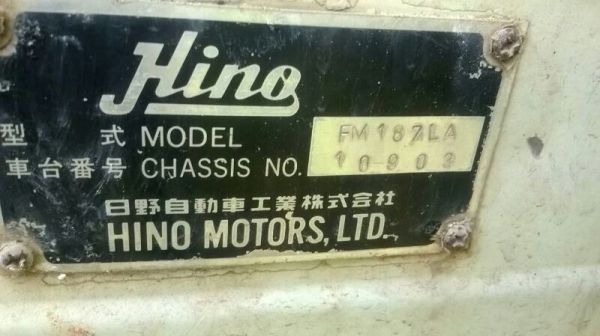 Hino
型 式 MODEL FM187LA
車台番号 CHASSIS NO. 10903
日野自動車工業株式会社
HINO MOTORS, LTD.